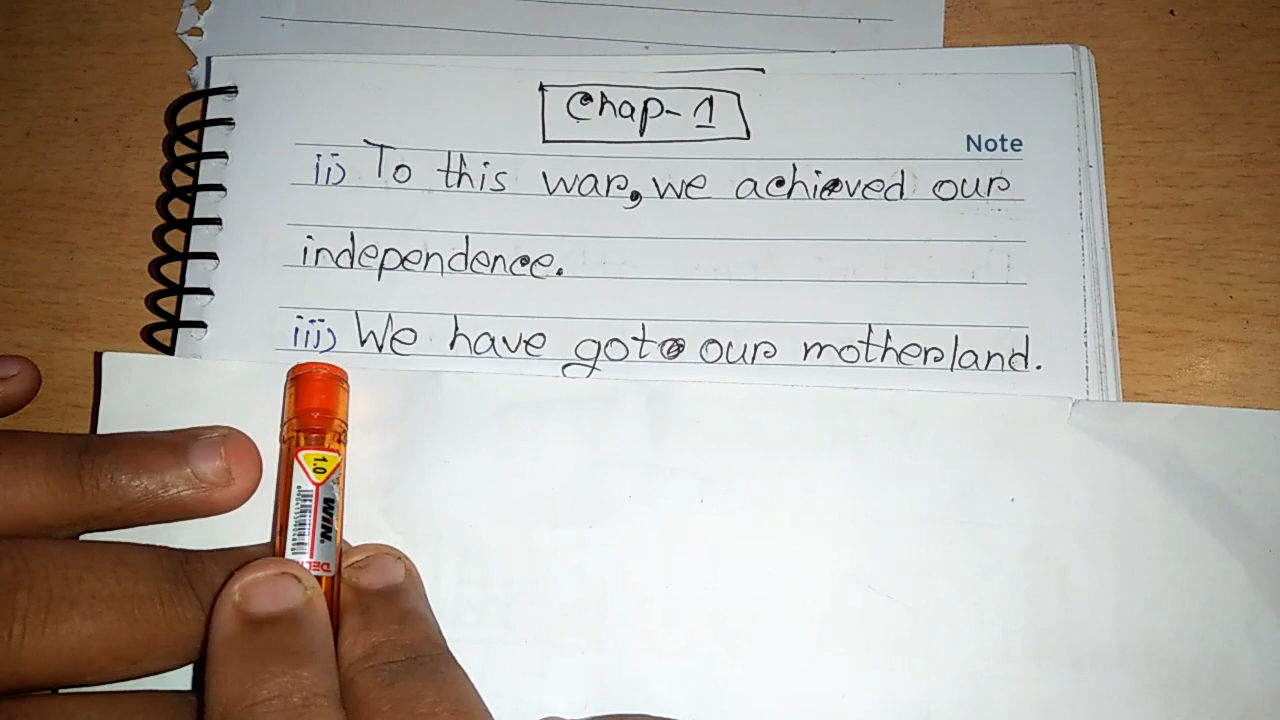 Chap-1
Note
ii) To this war, we achieved our
independence.
iii) We have got our motherland.
1.0
WIN.